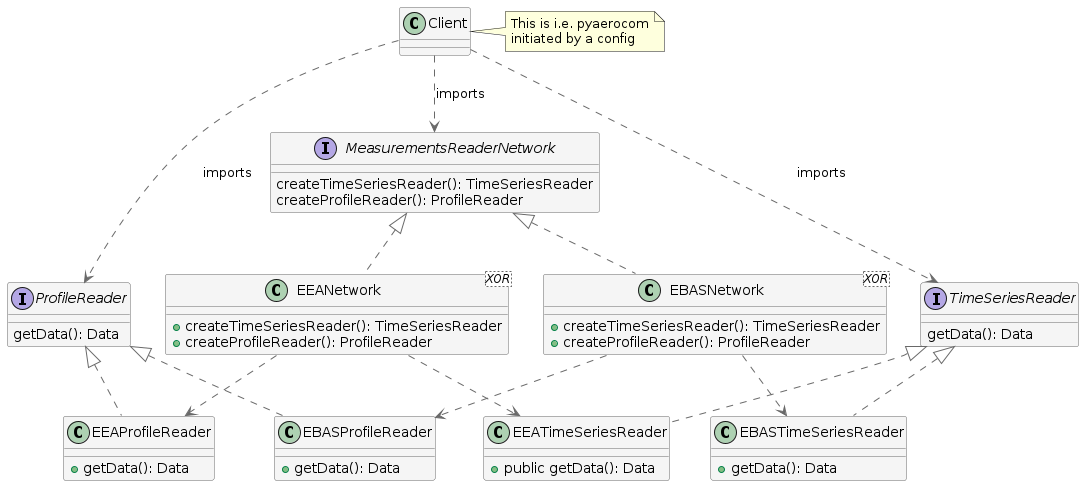 C Client
This is i.e. pyaerocom
initiated by a config
imports
imports
imports
I MeasurementsReaderNetwork
createTimeSeriesReader(): TimeSeriesReader
createProfileReader(): ProfileReader
I ProfileReader
getData(): Data
C EEANetwork XOR
createTimeSeriesReader(): TimeSeriesReader
createProfileReader(): ProfileReader
C EBASNetwork XOR
createTimeSeriesReader(): TimeSeriesReader
createProfileReader(): ProfileReader
I TimeSeriesReader
getData(): Data
C EEAProfileReader
getData(): Data
C EBASProfileReader
getData(): Data
C EEATimeSeriesReader
public getData(): Data
C EBASTimeSeriesReader
getData(): Data